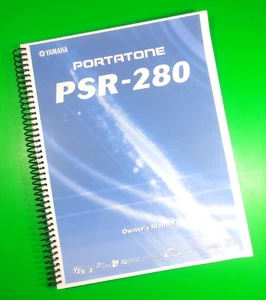 YAMAHA
PORTATONE
PSR-280
Owner's Manual